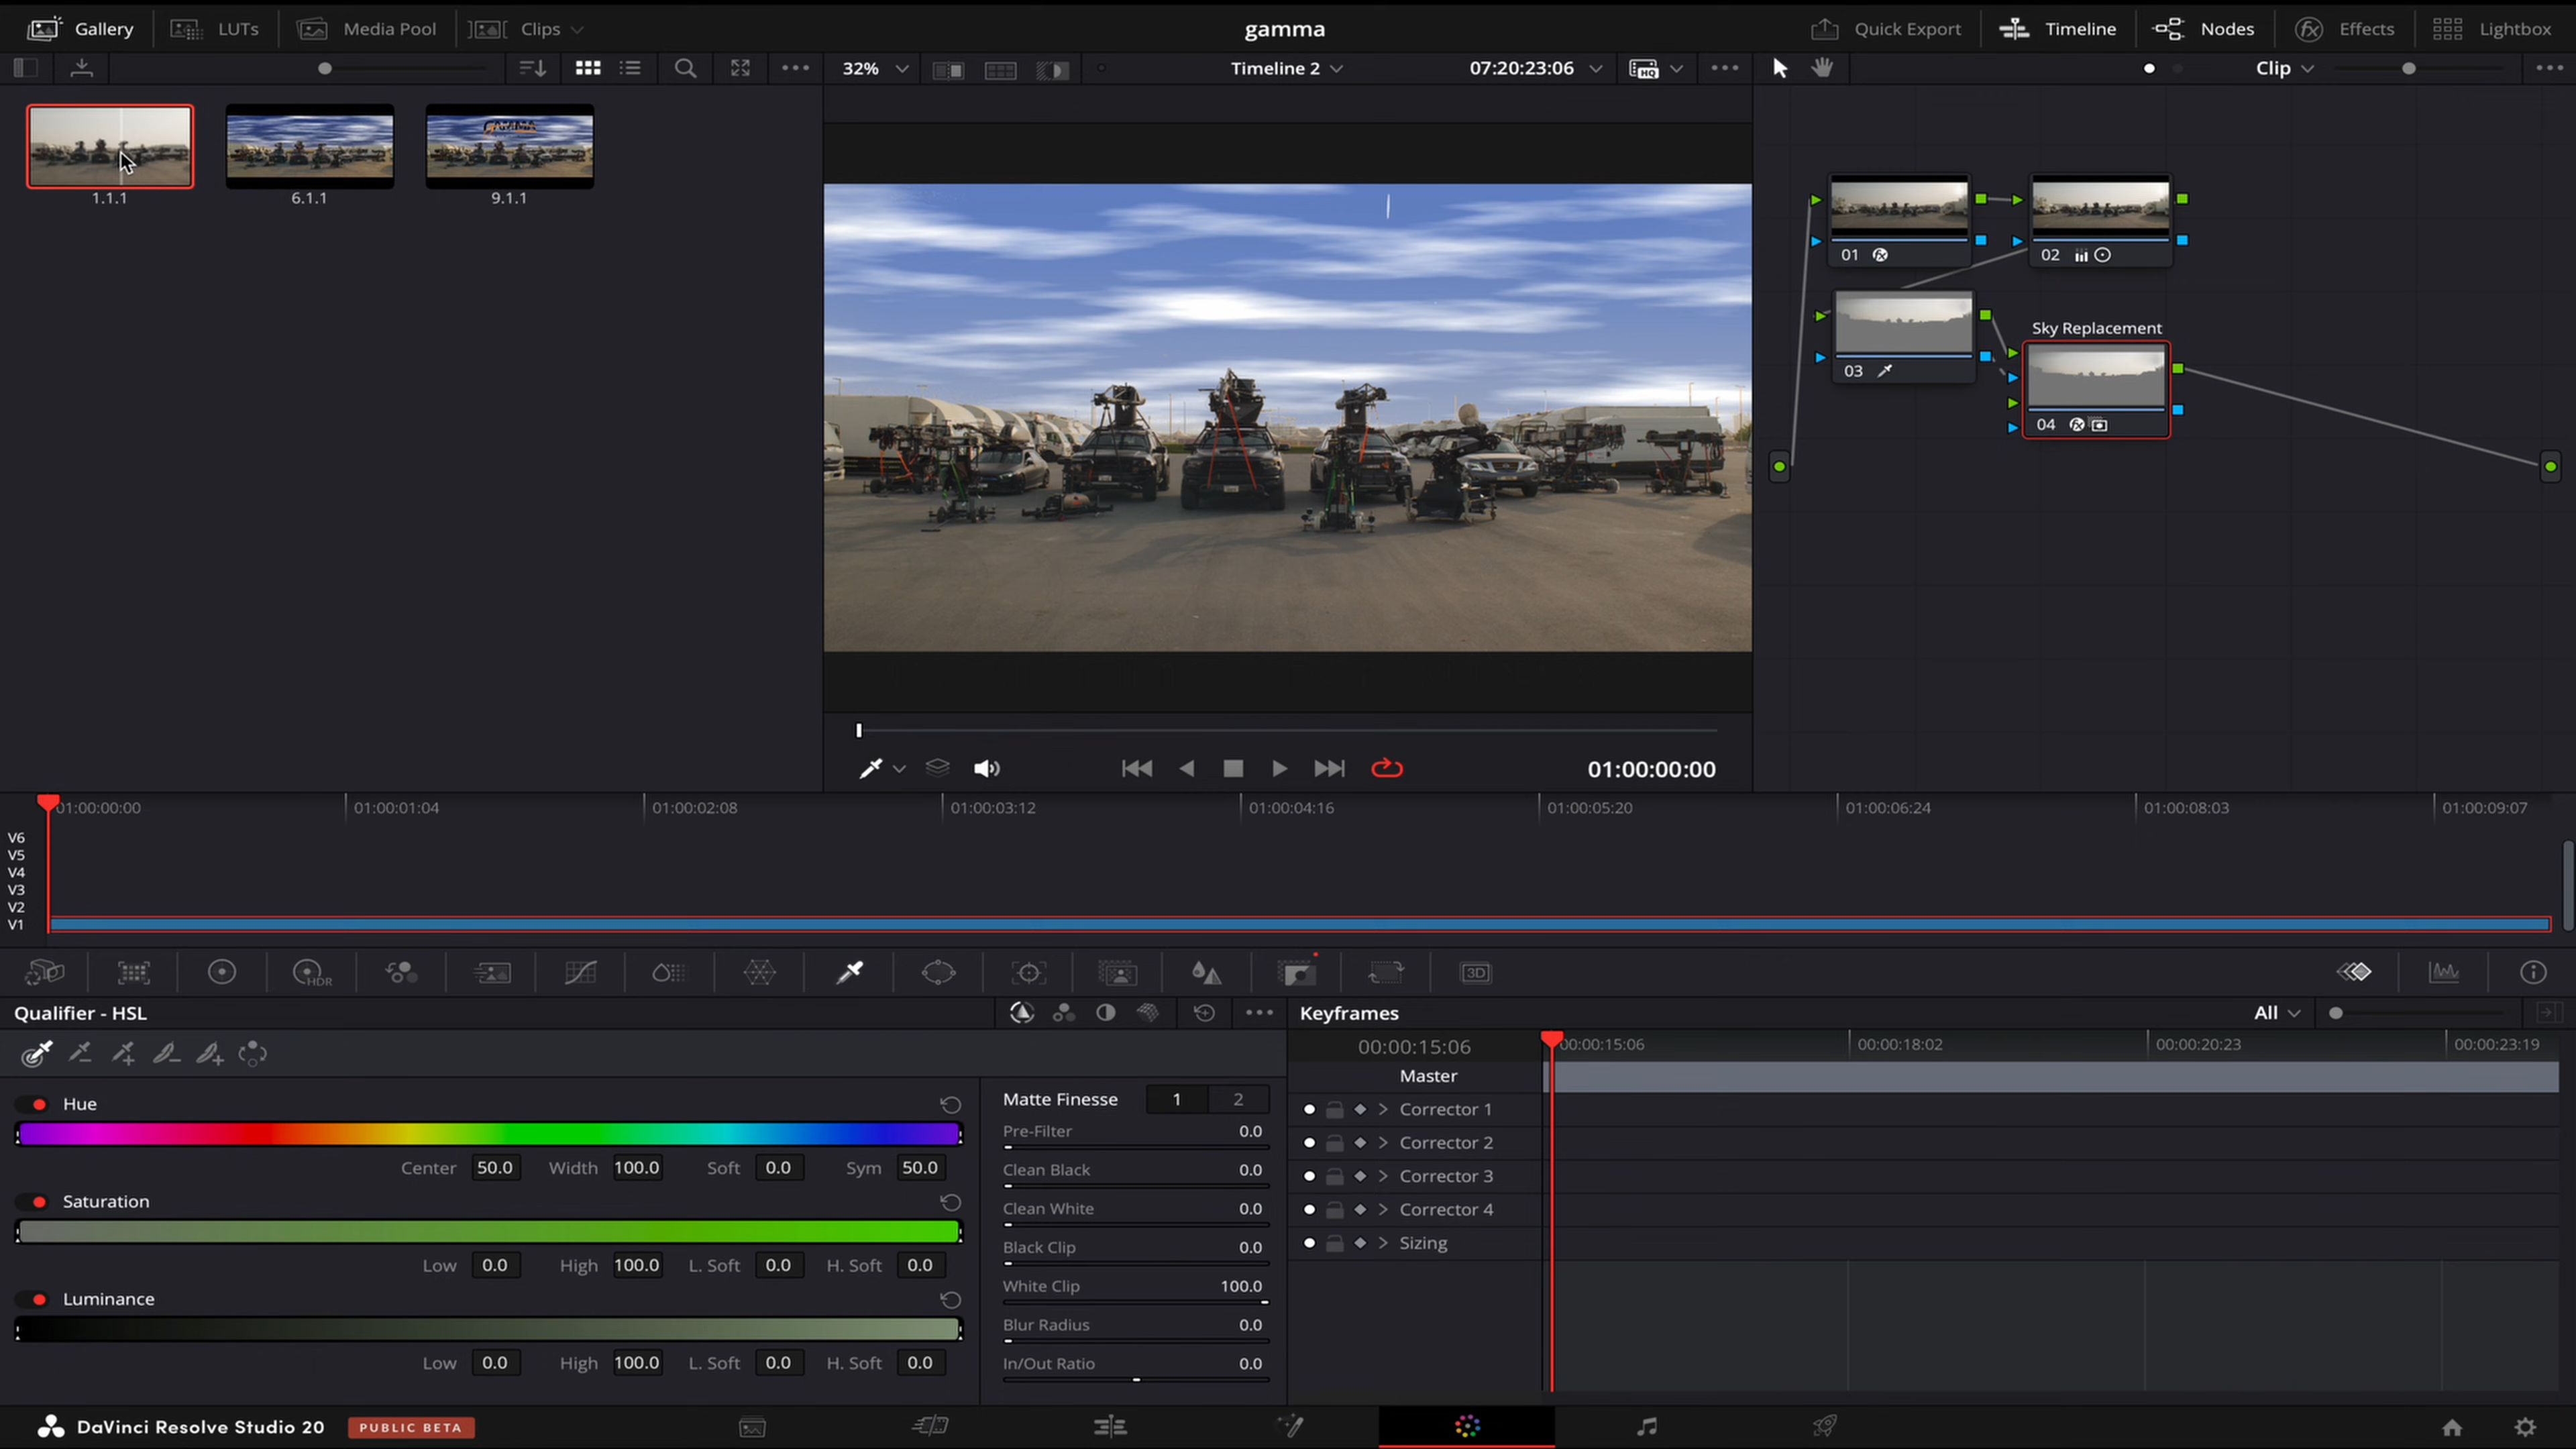 Gallery LUTs Media Pool Clips gamma Quick Export Timeline Nodes Effects Lightbox
32% Timeline 2 07:20:23:06 HQ Clip
1.1.1 6.1.1 9.1.1
01 02
Sky Replacement
03
04
01:00:00:00
01:00:00:00 01:00:01:04 01:00:02:08 01:00:03:12 01:00:04:16 01:00:05:20 01:00:06:24 01:00:08:03 01:00:09:07
V6
V5
V4
V3
V2
V1
HDR 3D
Qualifier - HSL
Hue
Center 50.0 Width 100.0 Soft 0.0 Sym 50.0
Saturation
Low 0.0 High 100.0 L. Soft 0.0 H. Soft 0.0
Luminance
Low 0.0 High 100.0 L. Soft 0.0 H. Soft 0.0
Matte Finesse 1 2
Pre-Filter 0.0
Clean Black 0.0
Clean White 0.0
Black Clip 0.0
White Clip 100.0
Blur Radius 0.0
In/Out Ratio 0.0
Keyframes All
00:00:15:06 00:00:15:06 00:00:18:02 00:00:20:23 00:00:23:19
Master
Corrector 1
Corrector 2
Corrector 3
Corrector 4
Sizing
DaVinci Resolve Studio 20 PUBLIC BETA